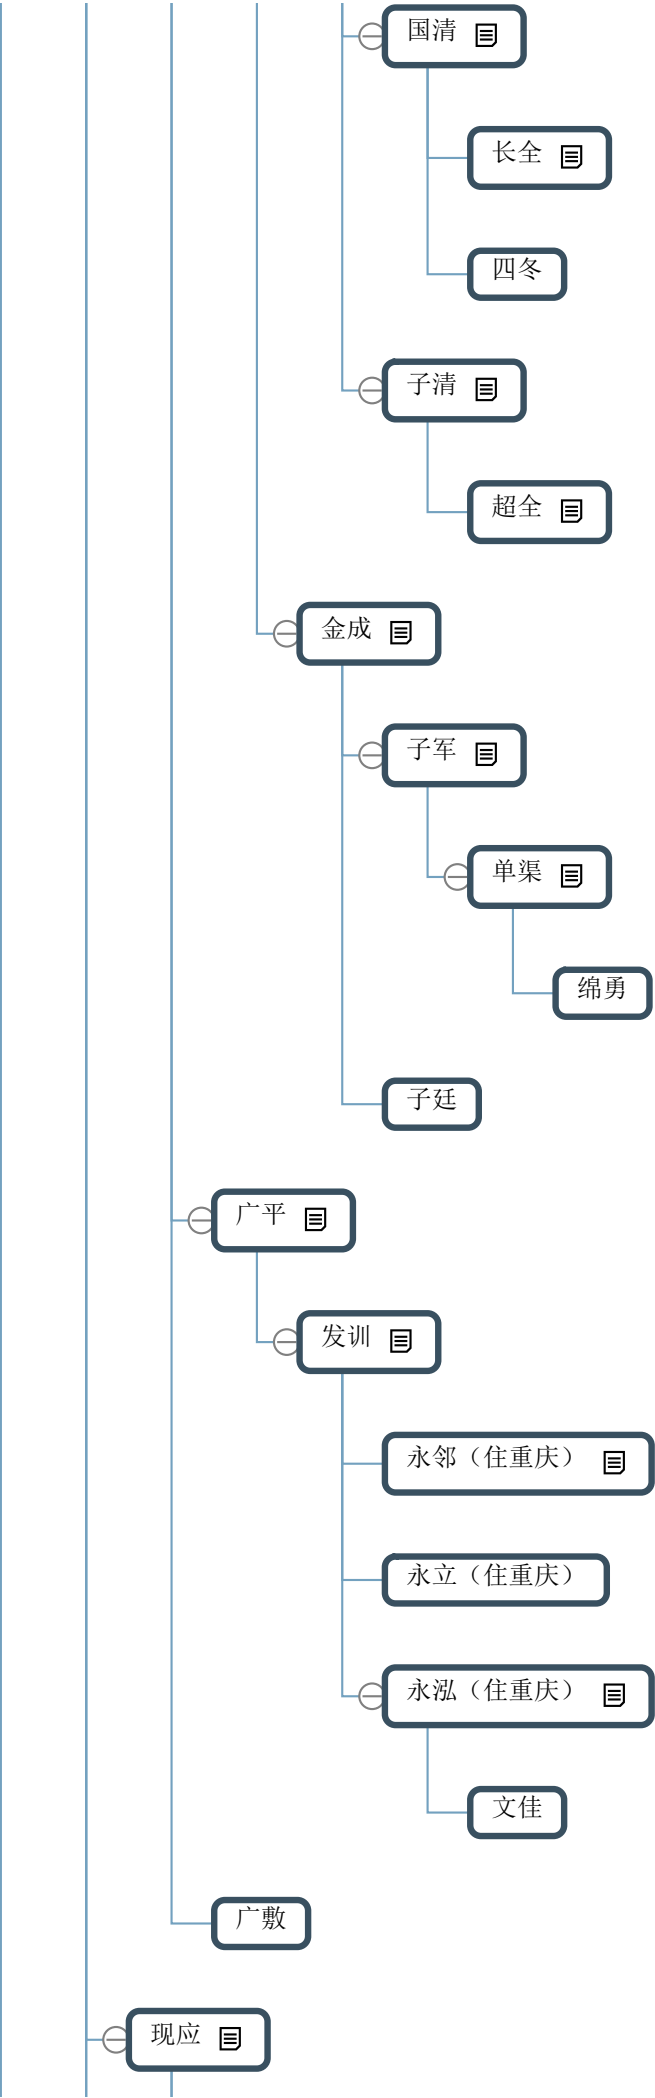 国清
长全
四冬
子清
超全
金成
子军
单渠
绵勇
子廷
广平
发训
永邻（住重庆）
永立（住重庆）
永泓（住重庆）
文佳
广敷
现应